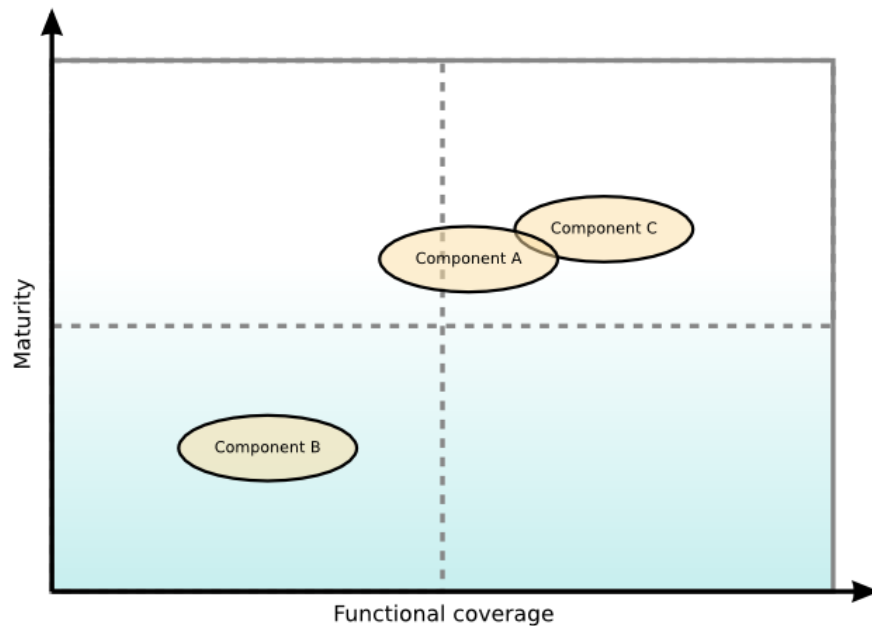 Component C
Component A
Maturity
Component B
Functional coverage